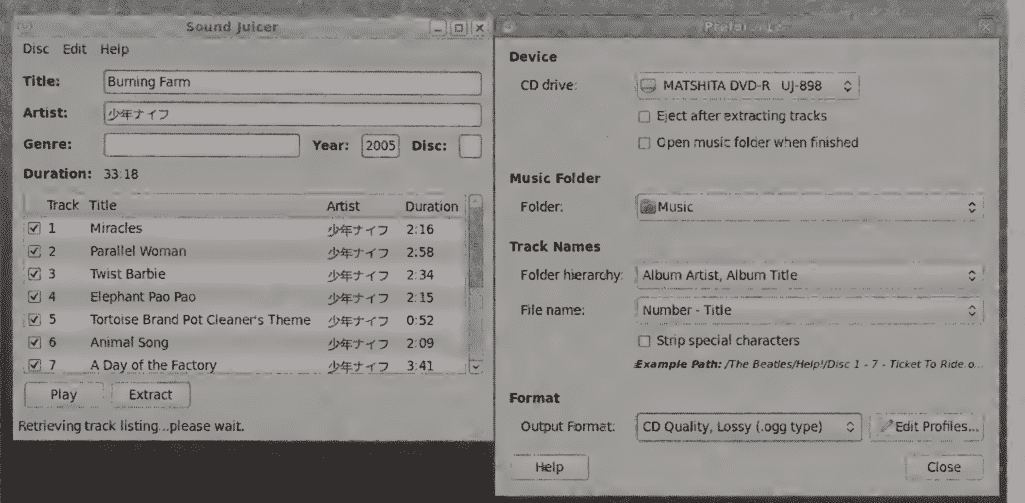 Sound Juicer
Disc Edit Help
Title: Burning Farm
Artist: 少年ナイフ
Genre: Year: 2005 Disc:
Duration: 33:18
Track Title Artist Duration
1 Miracles 少年ナイフ 2:16
2 Parallel Woman 少年ナイフ 2:58
3 Twist Barbie 少年ナイフ 2:34
4 Elephant Pao Pao 少年ナイフ 2:15
5 Tortoise Brand Pot Cleaner's Theme 少年ナイフ 0:52
6 Animal Song 少年ナイフ 2:09
7 A Day of the Factory 少年ナイフ 3:41
Play Extract
Retrieving track listing...please wait.
Device
CD drive: MATSHITA DVD-R UJ-898
Eject after extracting tracks
Open music folder when finished
Music Folder
Folder: Music
Track Names
Folder hierarchy: Album Artist, Album Title
File name: Number - Title
Strip special characters
Example Path: /The Beatles/Help!/Disc 1 - 7 - Ticket To Ride.o...
Format
Output Format: CD Quality, Lossy (.ogg type) Edit Profiles...
Help Close